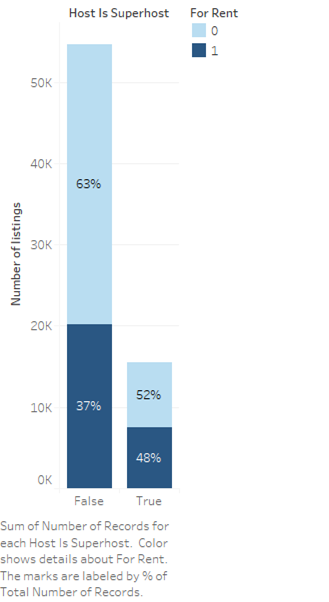 Host Is Superhost
For Rent
0
1
50K
40K
30K
20K
10K
0K
Number of listings
63%
37%
52%
48%
False
True
Sum of Number of Records for
each Host Is Superhost. Color
shows details about For Rent.
The marks are labeled by % of
Total Number of Records.